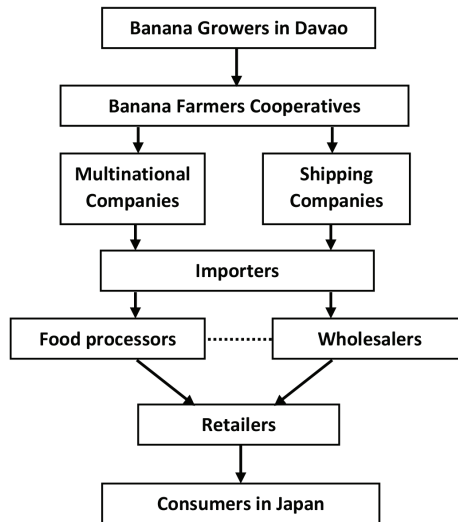 Banana Growers in Davao
Banana Farmers Cooperatives
Multinational
Companies
Shipping
Companies
Importers
Food processors
Wholesalers
Retailers
Consumers in Japan